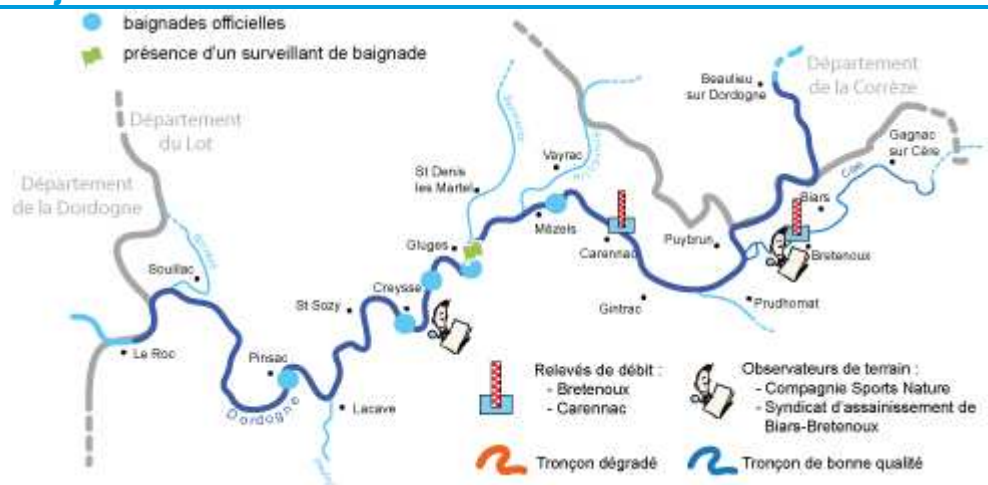 baignades officielles
présence d'un surveillant de baignade
Département
du Lot
Département
de la Dordogne
Beaulieu
sur Dordogne
Département
de la Corrèze
Gagnac
sur Cère
Vayrac
St Denis
les Martel
Cère
Biars
Mézels
Gluges
Carennac
Puybrun
Bretenoux
Souillac
Creysse
St Sozy
Gintrac
Prudhomat
Le Roc
Pinsac
Dordogne
Lacave
Relevés de débit :
- Bretenoux
- Carennac
Observateurs de terrain :
- Compagnie Sports Nature
- Syndicat d'assainissement de
Biars-Bretenoux
Tronçon dégradé
Tronçon de bonne qualité